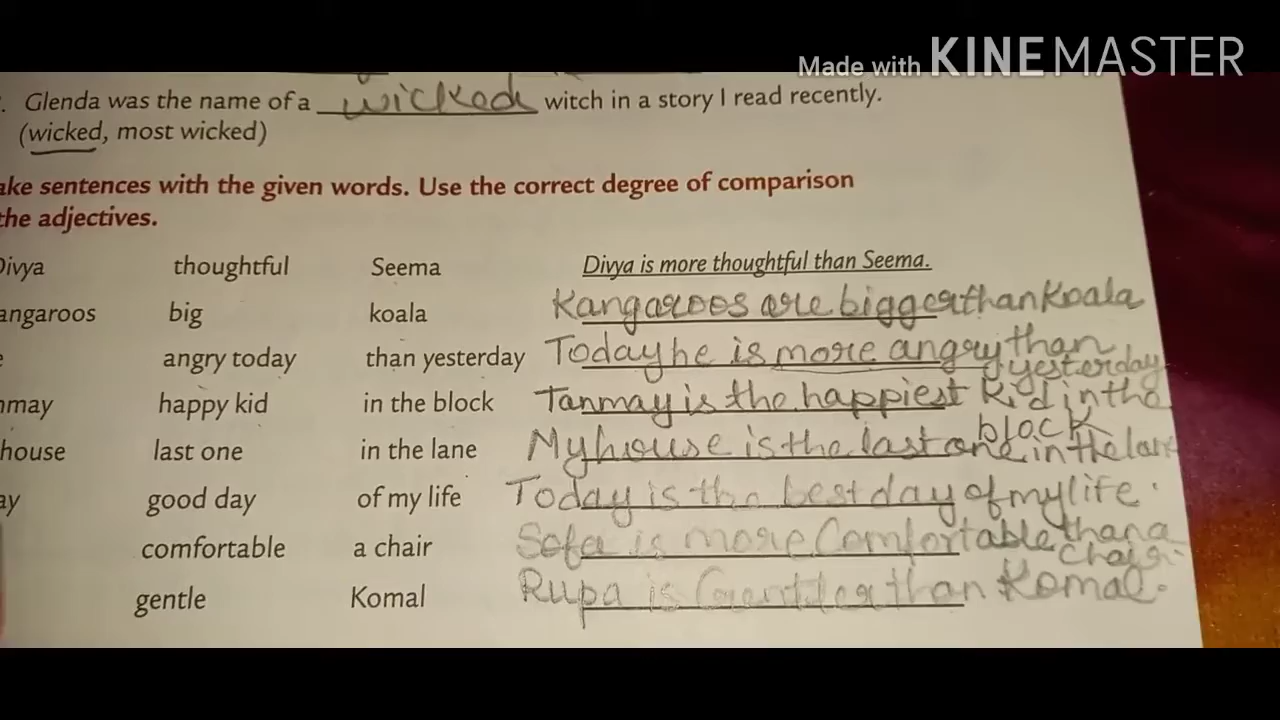 Made with KINEMASTER
. Glenda was the name of a wicked witch in a story I read recently.
(wicked, most wicked)
ake sentences with the given words. Use the correct degree of comparison
the adjectives.
Divya thoughtful Seema Divya is more thoughtful than Seema.
angaroos big koala Kangaroos are bigger than Koala
e angry today than yesterday Today he is more angry than
yesterday
nmay happy kid in the block Tanmay is the happiest Kid in the
block
house last one in the lane My house is the last one in the lane
ay good day of my life Today is the best day of my life.
comfortable a chair Sofa is more Comfortable than a
chair.
gentle Komal Rupa is Gentler than Komal.